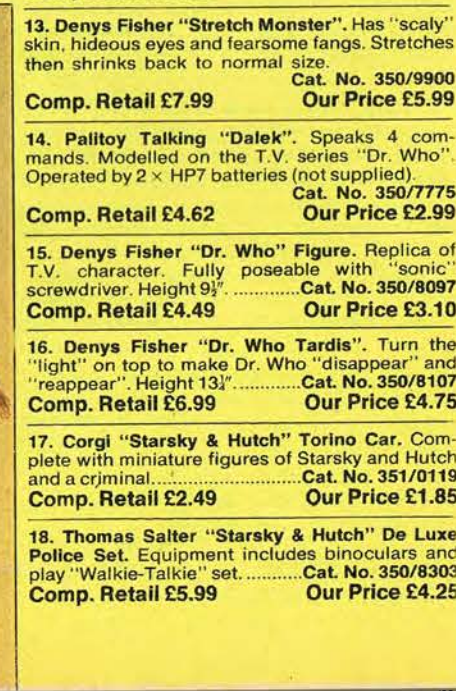 13. Denys Fisher "Stretch Monster". Has "scaly"
skin, hideous eyes and fearsome fangs. Stretches
then shrinks back to normal size.
Cat. No. 350/9900
Comp. Retail £7.99 Our Price £5.99
14. Palitoy Talking "Dalek". Speaks 4 com-
mands. Modelled on the T.V. series "Dr. Who".
Operated by 2 × HP7 batteries (not supplied).
Cat. No. 350/7775
Comp. Retail £4.62 Our Price £2.99
15. Denys Fisher "Dr. Who" Figure. Replica of
T.V. character. Fully poseable with "sonic"
screwdriver. Height 9½". ............Cat. No. 350/8097
Comp. Retail £4.49 Our Price £3.10
16. Denys Fisher "Dr. Who Tardis". Turn the
"light" on top to make Dr. Who "disappear" and
"reappear". Height 13¼".............Cat. No. 350/8107
Comp. Retail £6.99 Our Price £4.75
17. Corgi "Starsky & Hutch" Torino Car. Com-
plete with miniature figures of Starsky and Hutch
and a criminal.........................Cat. No. 351/0119
Comp. Retail £2.49 Our Price £1.85
18. Thomas Salter "Starsky & Hutch" De Luxe
Police Set. Equipment includes binoculars and
play "Walkie-Talkie" set. ...........Cat. No. 350/8303
Comp. Retail £5.99 Our Price £4.25